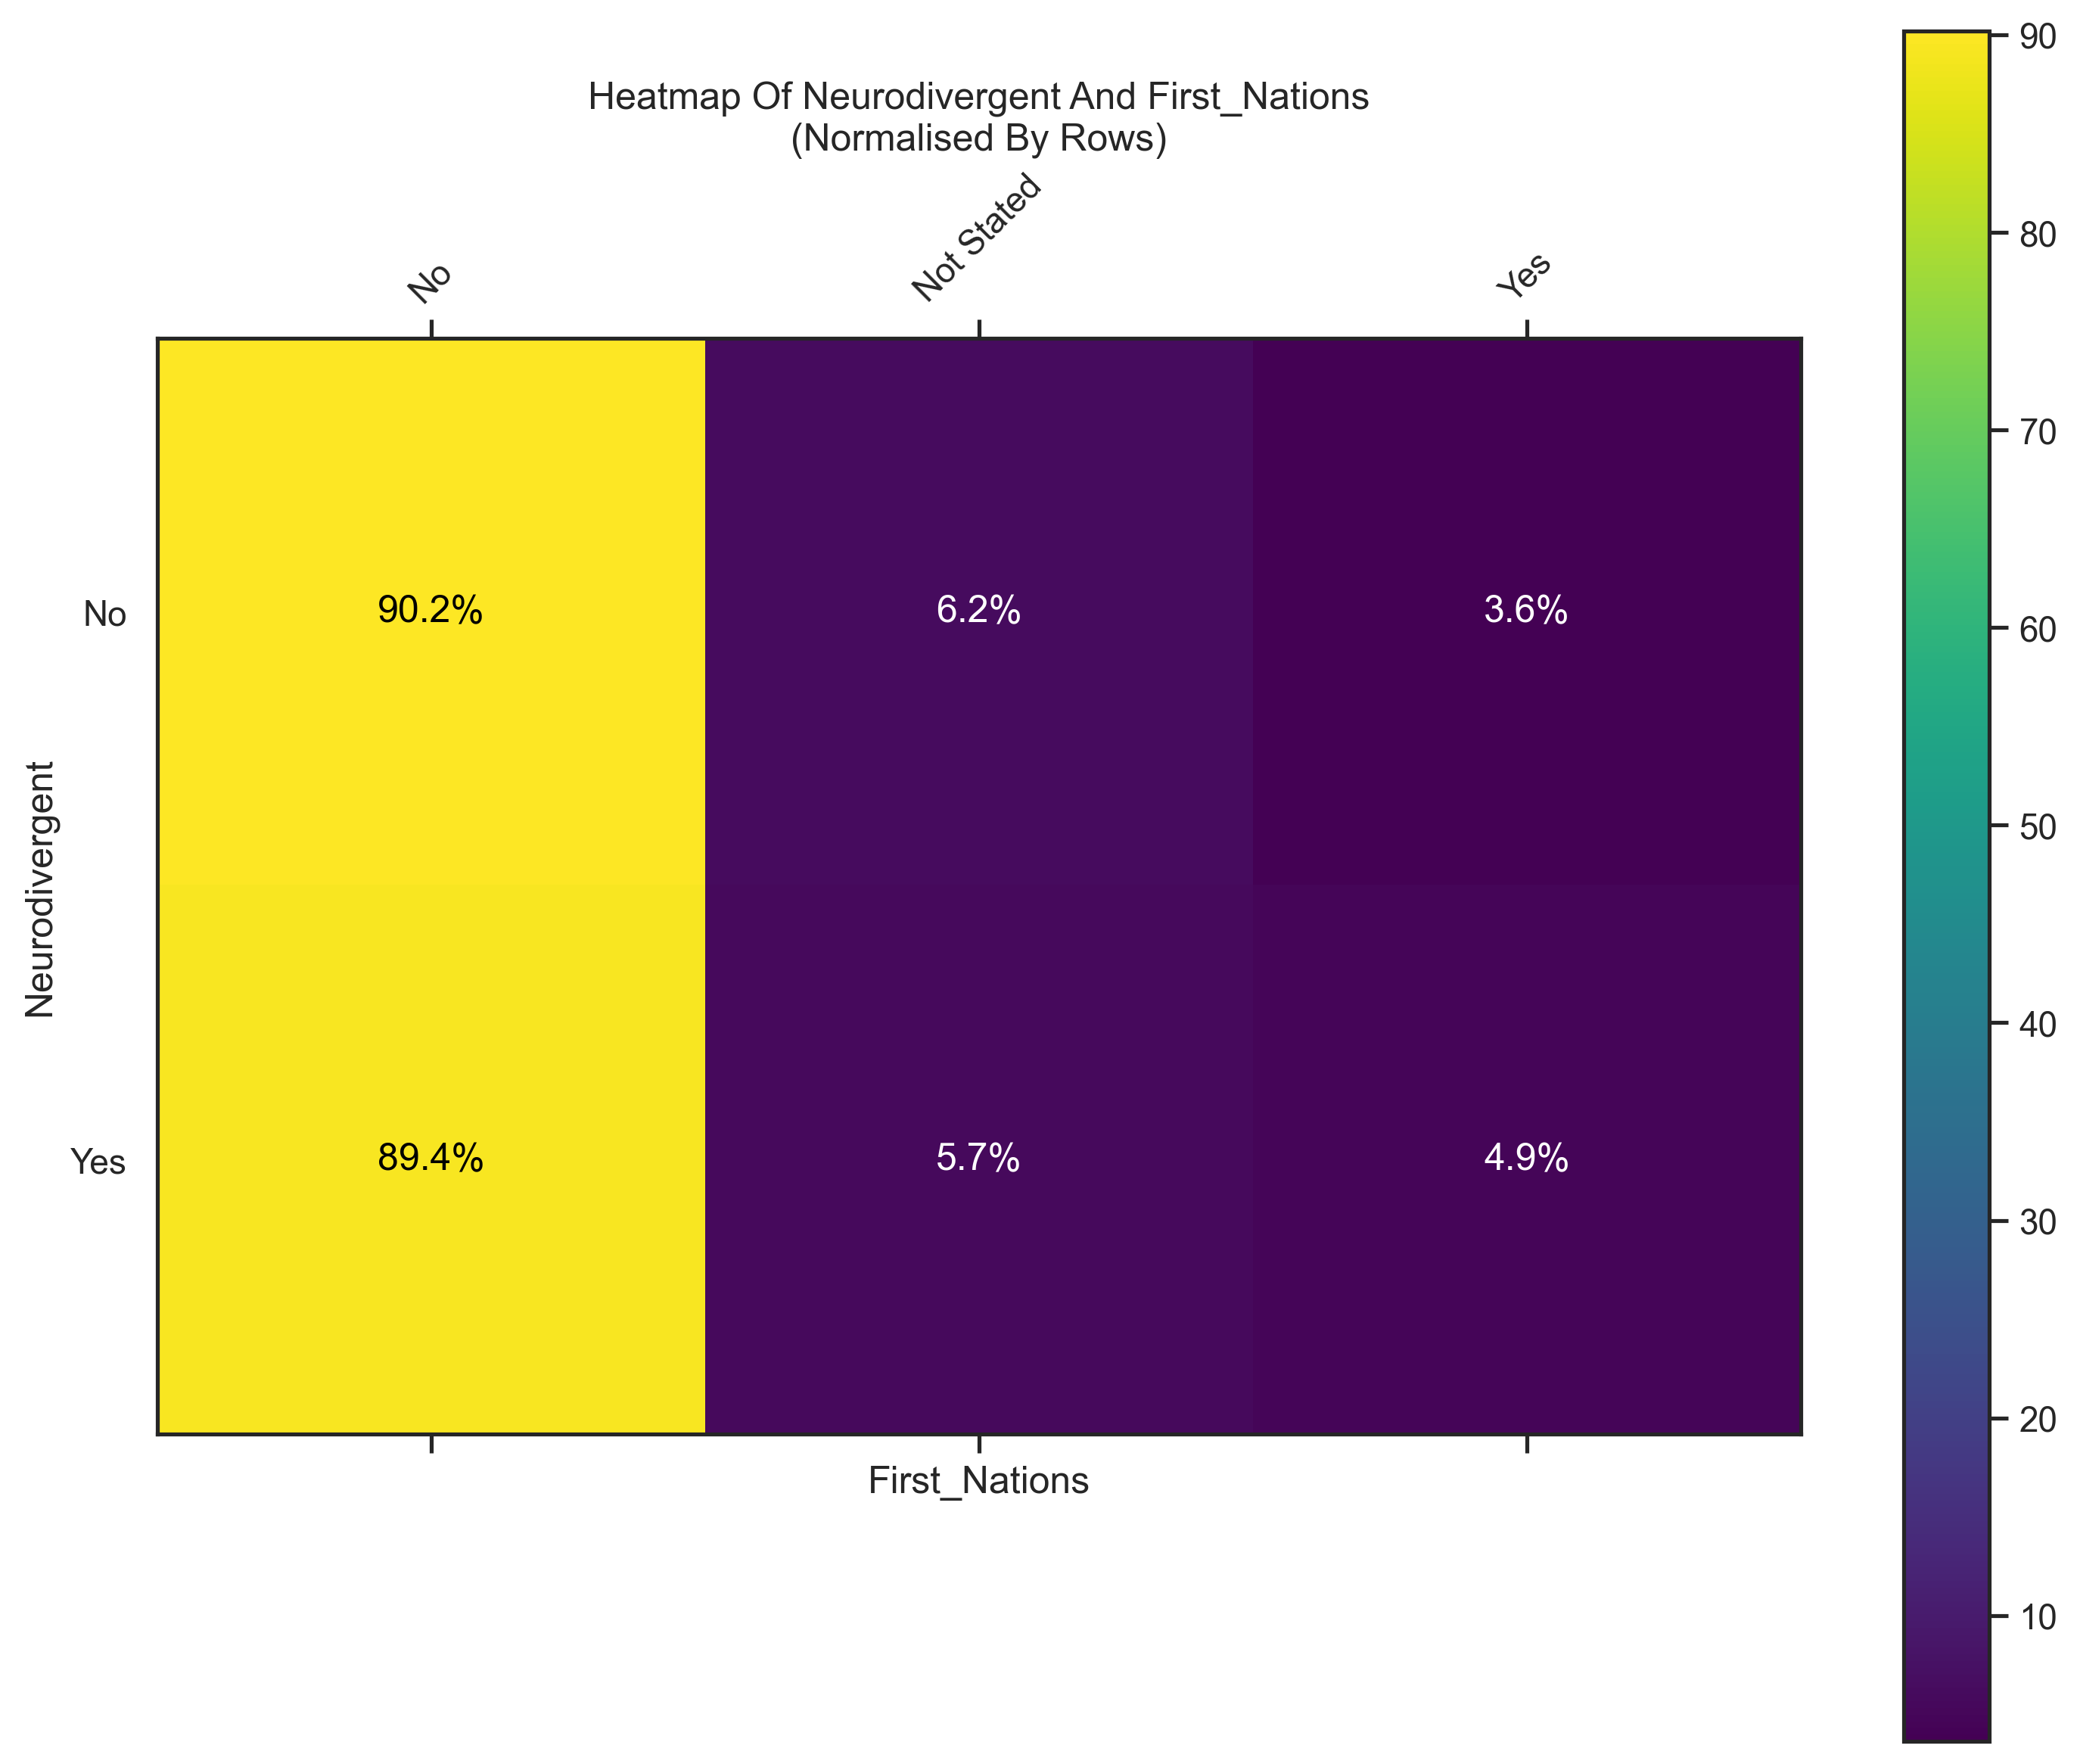 Heatmap Of Neurodivergent And First_Nations
(Normalised By Rows)
No
Not Stated
Yes
No
90.2%
6.2%
3.6%
Neurodivergent
Yes
89.4%
5.7%
4.9%
First_Nations
90
80
70
60
50
40
30
20
10